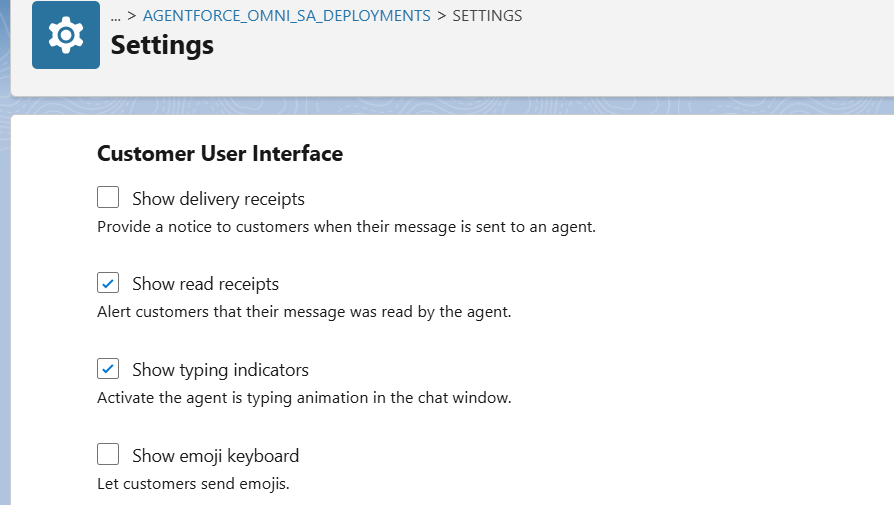 ... > AGENTFORCE_OMNI_SA_DEPLOYMENTS > SETTINGS
Settings
Customer User Interface
Show delivery receipts
Provide a notice to customers when their message is sent to an agent.
Show read receipts
Alert customers that their message was read by the agent.
Show typing indicators
Activate the agent is typing animation in the chat window.
Show emoji keyboard
Let customers send emojis.